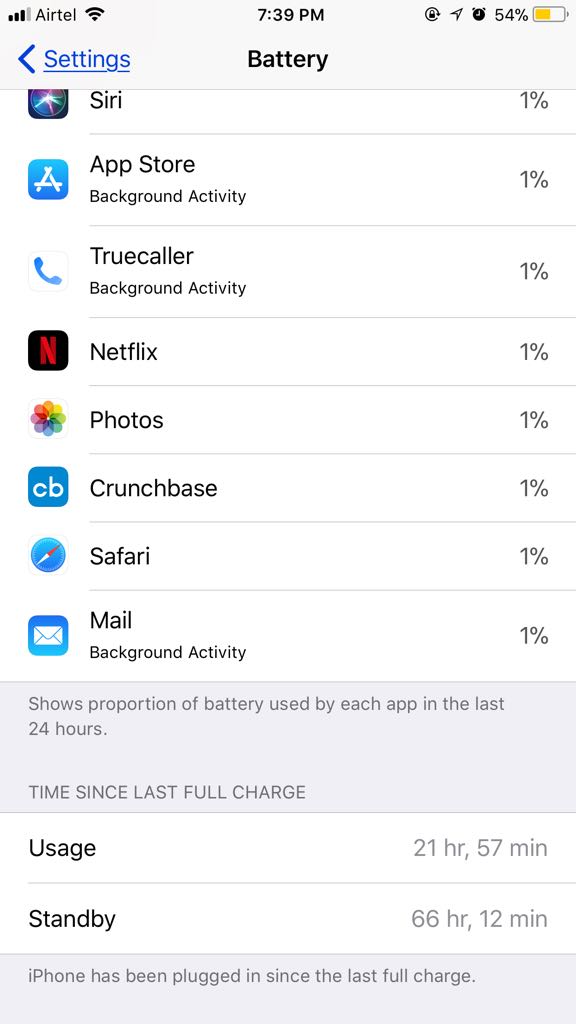 Airtel 7:39 PM 54%
Settings Battery
Siri 1%
App Store
Background Activity
1%
Truecaller
Background Activity
1%
N Netflix 1%
Photos 1%
cb Crunchbase 1%
Safari 1%
Mail
Background Activity
1%
Shows proportion of battery used by each app in the last
24 hours.
TIME SINCE LAST FULL CHARGE
Usage 21 hr, 57 min
Standby 66 hr, 12 min
iPhone has been plugged in since the last full charge.